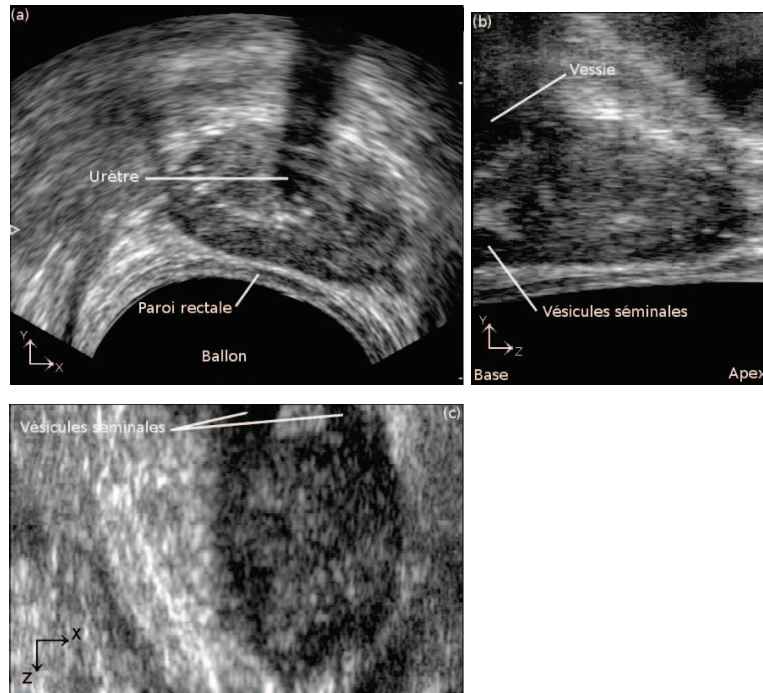 (a)
Urètre
Paroi rectale
Ballon
Y
X
(b)
Vessie
Vésicules séminales
Y
Z
Base
Apex
Vésicules séminales
(c)
X
Z